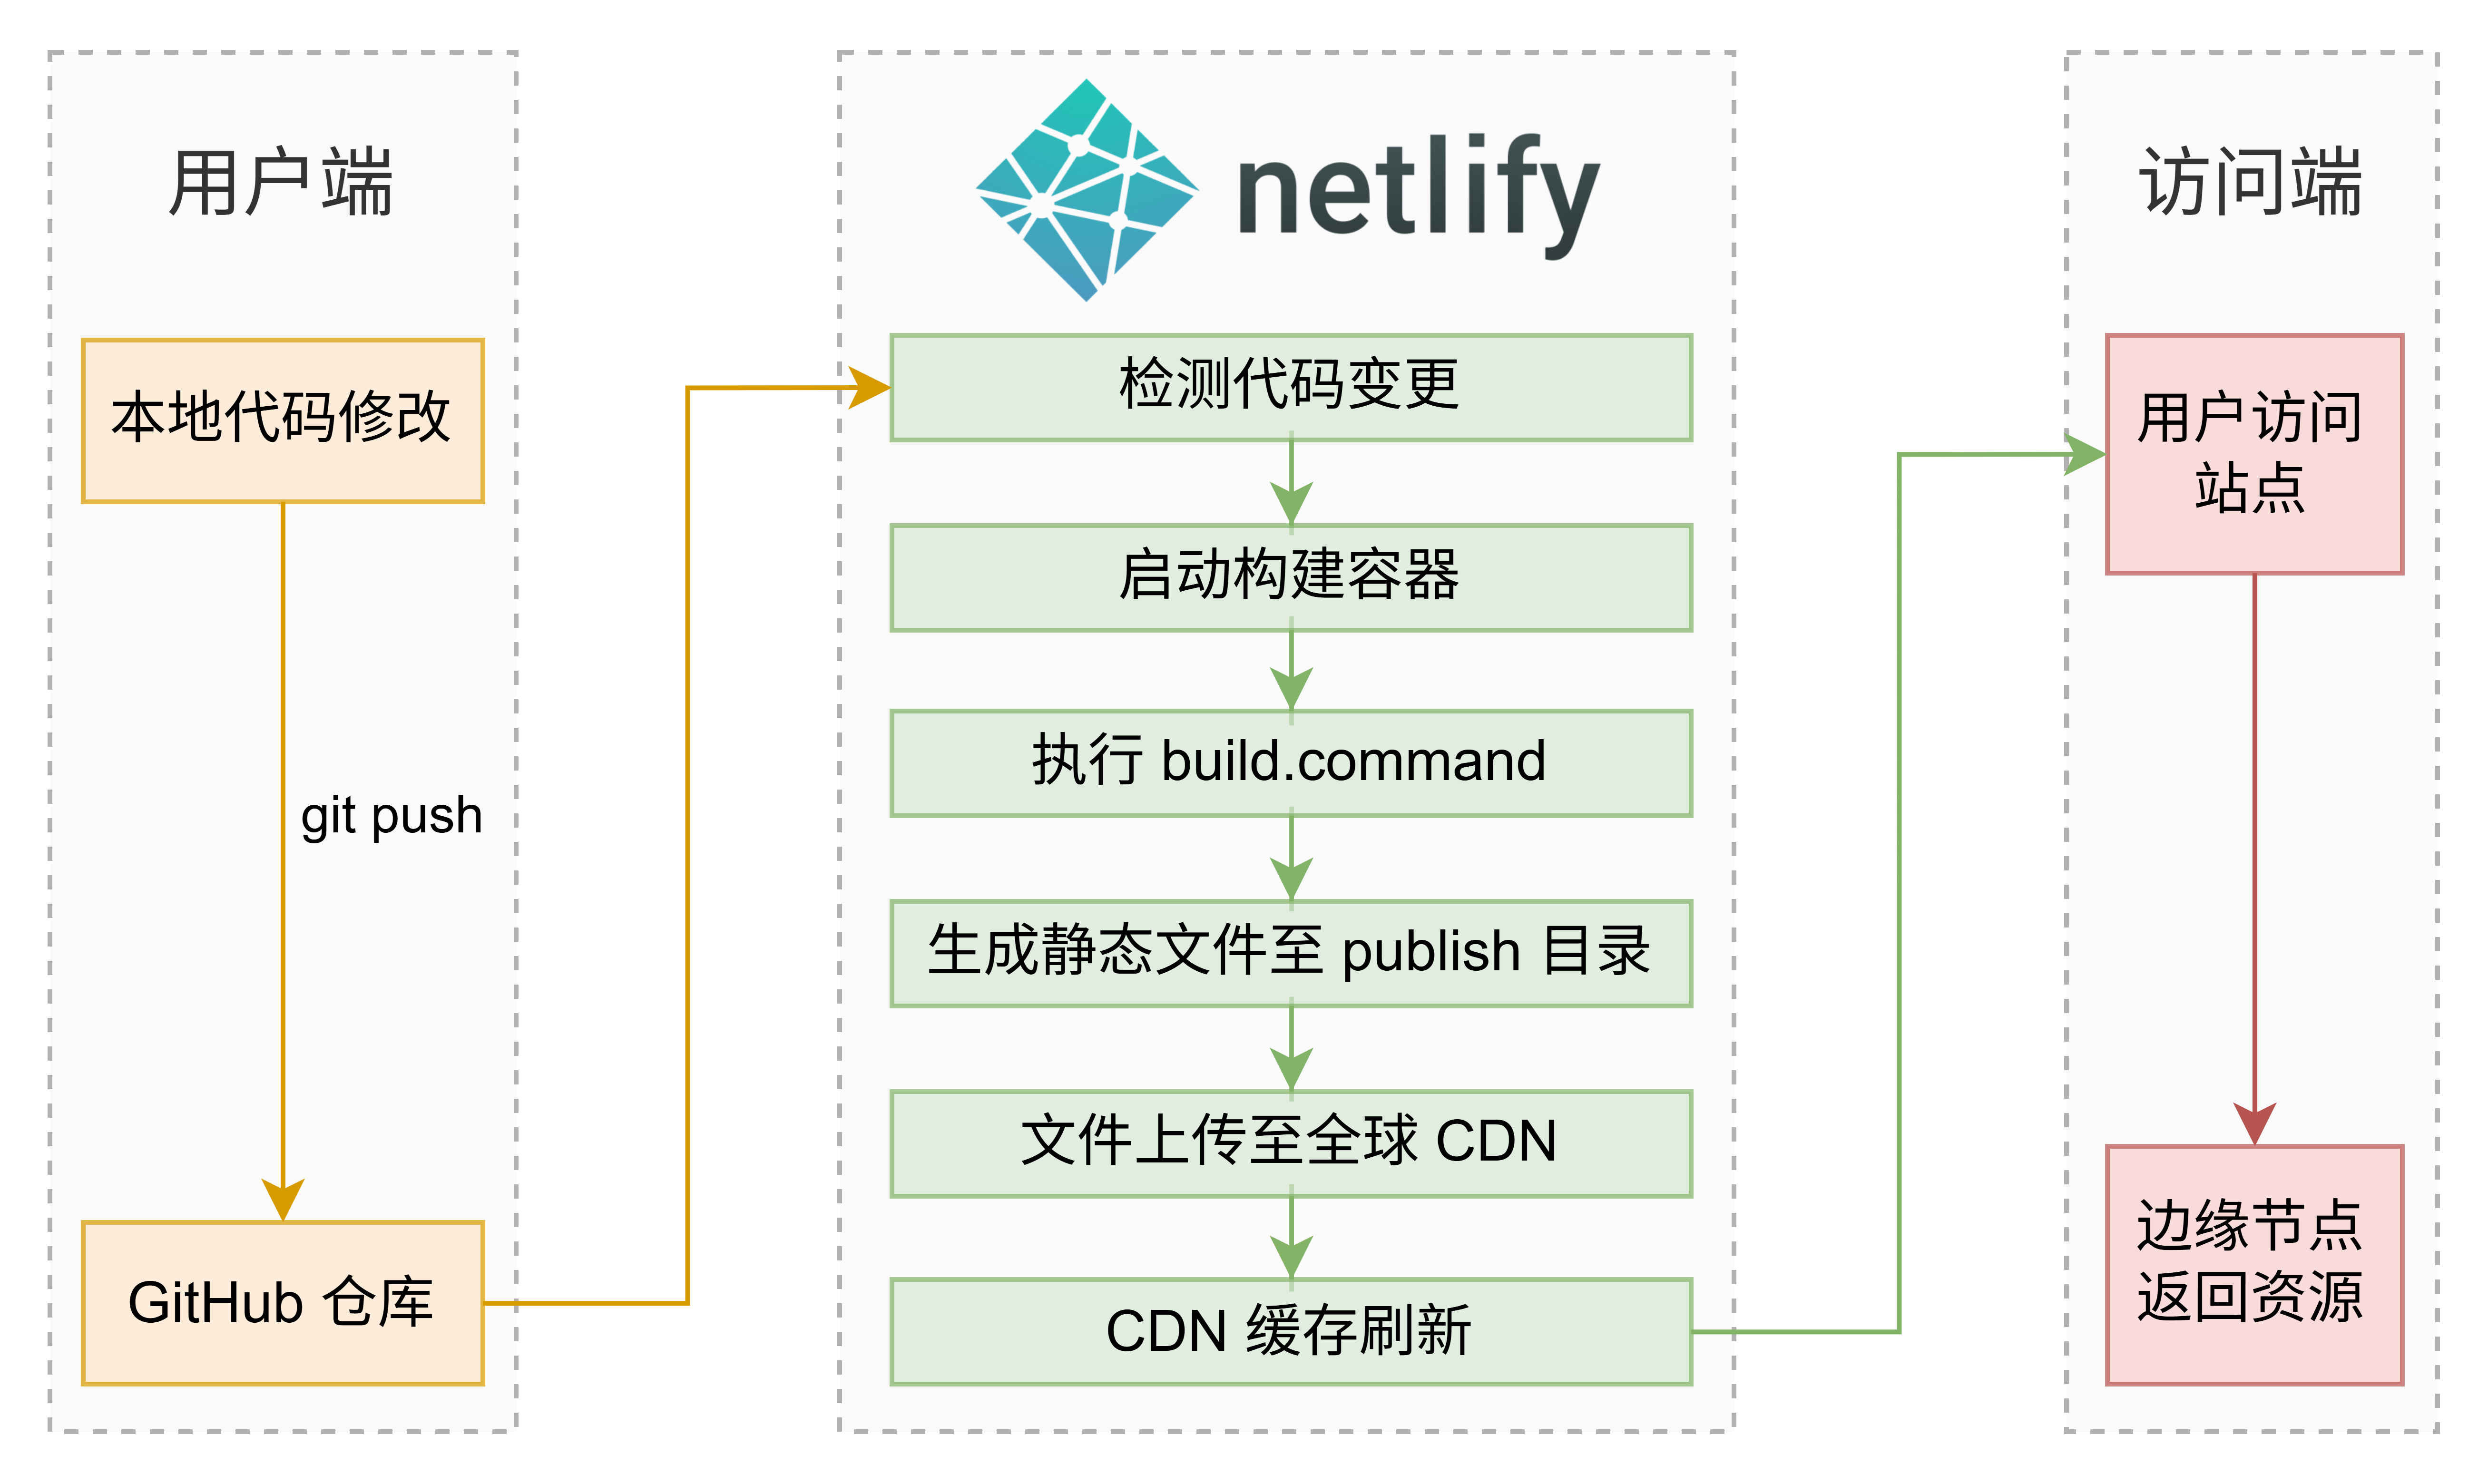 用户端
本地代码修改
git push
GitHub 仓库
netlify
检测代码变更
启动构建容器
执行 build.command
生成静态文件至 publish 目录
文件上传至全球 CDN
CDN 缓存刷新
访问端
用户访问
站点
边缘节点
返回资源